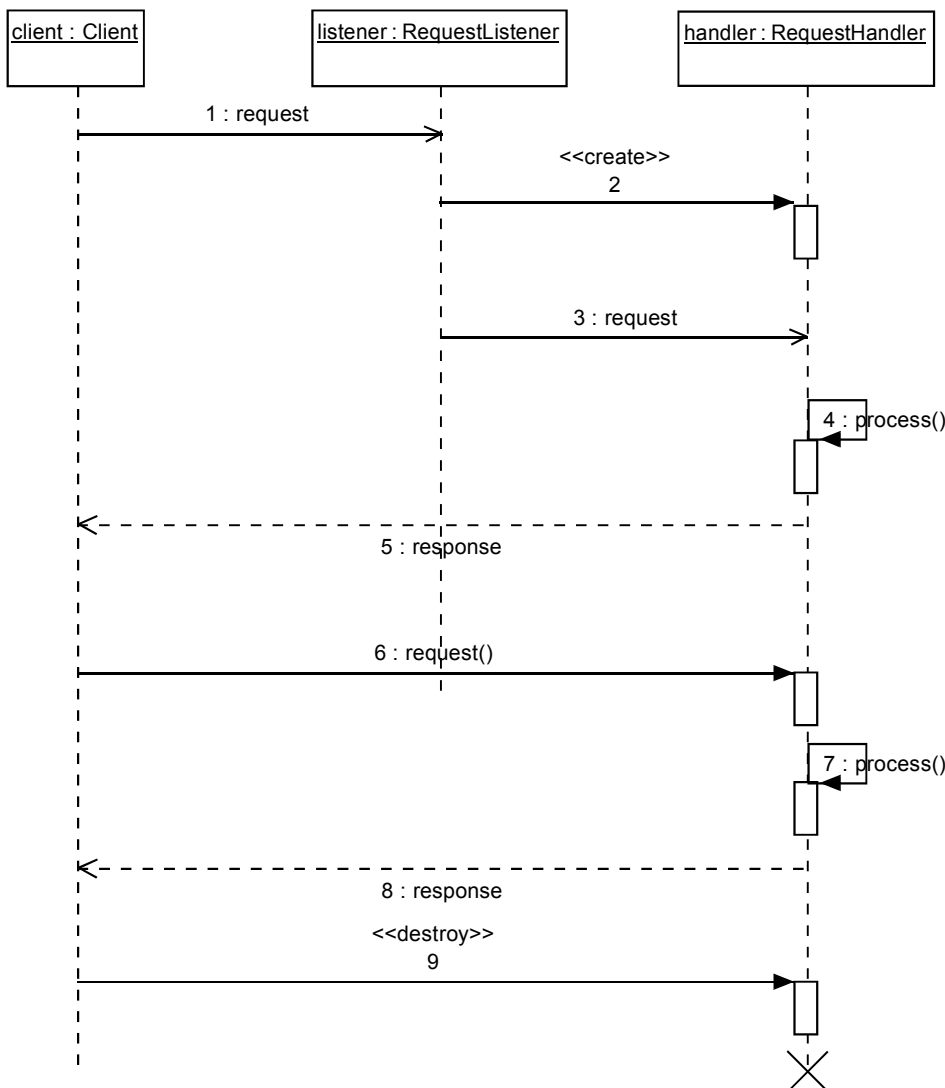 client : Client
listener : RequestListener
handler : RequestHandler
1 : request
<<create>>
2
3 : request
4 : process()
5 : response
6 : request()
7 : process()
8 : response
<<destroy>>
9